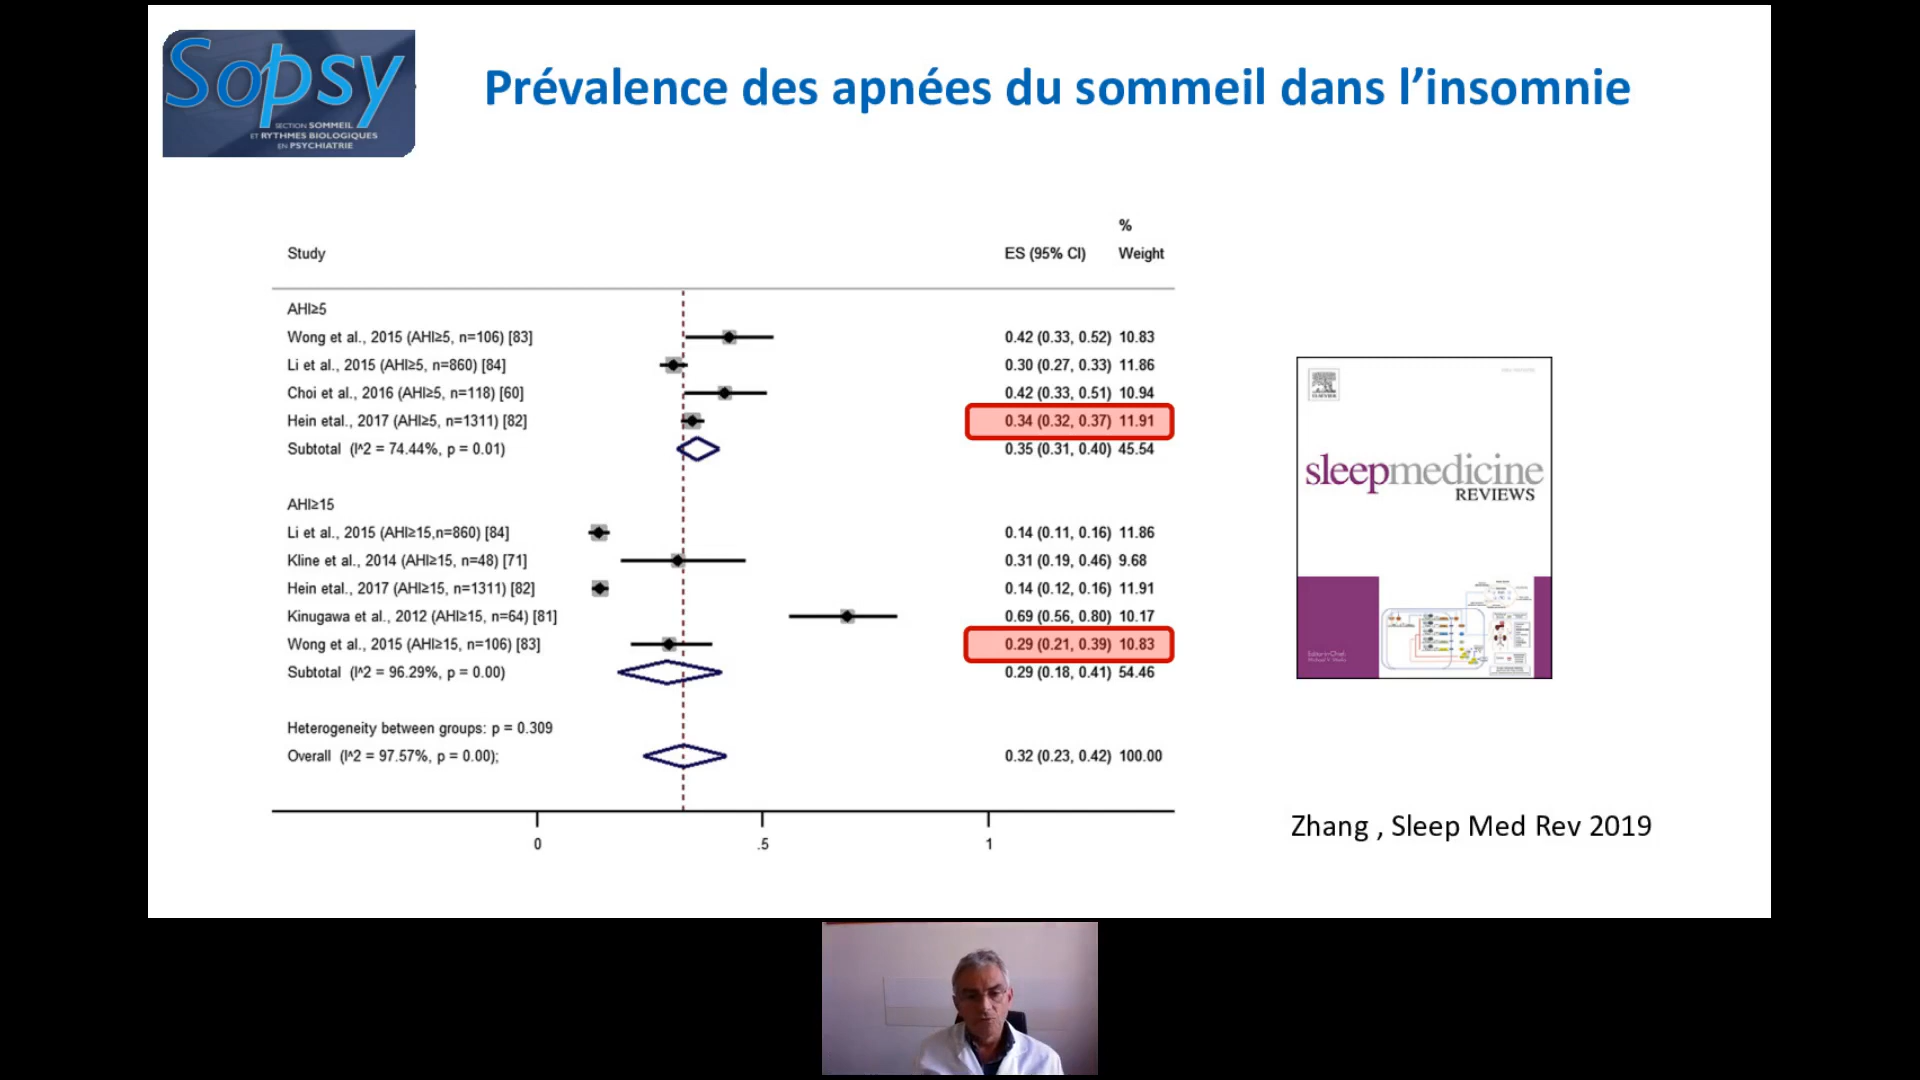 Sopsy
SECTION SOMMEIL
ET RYTHMES BIOLOGIQUES
EN PSYCHIATRIE
Prévalence des apnées du sommeil dans l’insomnie
%
Study ES (95% CI) Weight
AHI≥5
Wong et al., 2015 (AHI≥5, n=106) [83] 0.42 (0.33, 0.52) 10.83
Li et al., 2015 (AHI≥5, n=860) [84] 0.30 (0.27, 0.33) 11.86
Choi et al., 2016 (AHI≥5, n=118) [60] 0.42 (0.33, 0.51) 10.94
Hein etal., 2017 (AHI≥5, n=1311) [82] 0.34 (0.32, 0.37) 11.91
Subtotal (I^2 = 74.44%, p = 0.01) 0.35 (0.31, 0.40) 45.54
AHI≥15
Li et al., 2015 (AHI≥15,n=860) [84] 0.14 (0.11, 0.16) 11.86
Kline et al., 2014 (AHI≥15, n=48) [71] 0.31 (0.19, 0.46) 9.68
Hein etal., 2017 (AHI≥15, n=1311) [82] 0.14 (0.12, 0.16) 11.91
Kinugawa et al., 2012 (AHI≥15, n=64) [81] 0.69 (0.56, 0.80) 10.17
Wong et al., 2015 (AHI≥15, n=106) [83] 0.29 (0.21, 0.39) 10.83
Subtotal (I^2 = 96.29%, p = 0.00) 0.29 (0.18, 0.41) 54.46
Heterogeneity between groups: p = 0.309
Overall (I^2 = 97.57%, p = 0.00); 0.32 (0.23, 0.42) 100.00
0 .5 1
ELSEVIER
sleepmedicine
REVIEWS
Zhang , Sleep Med Rev 2019